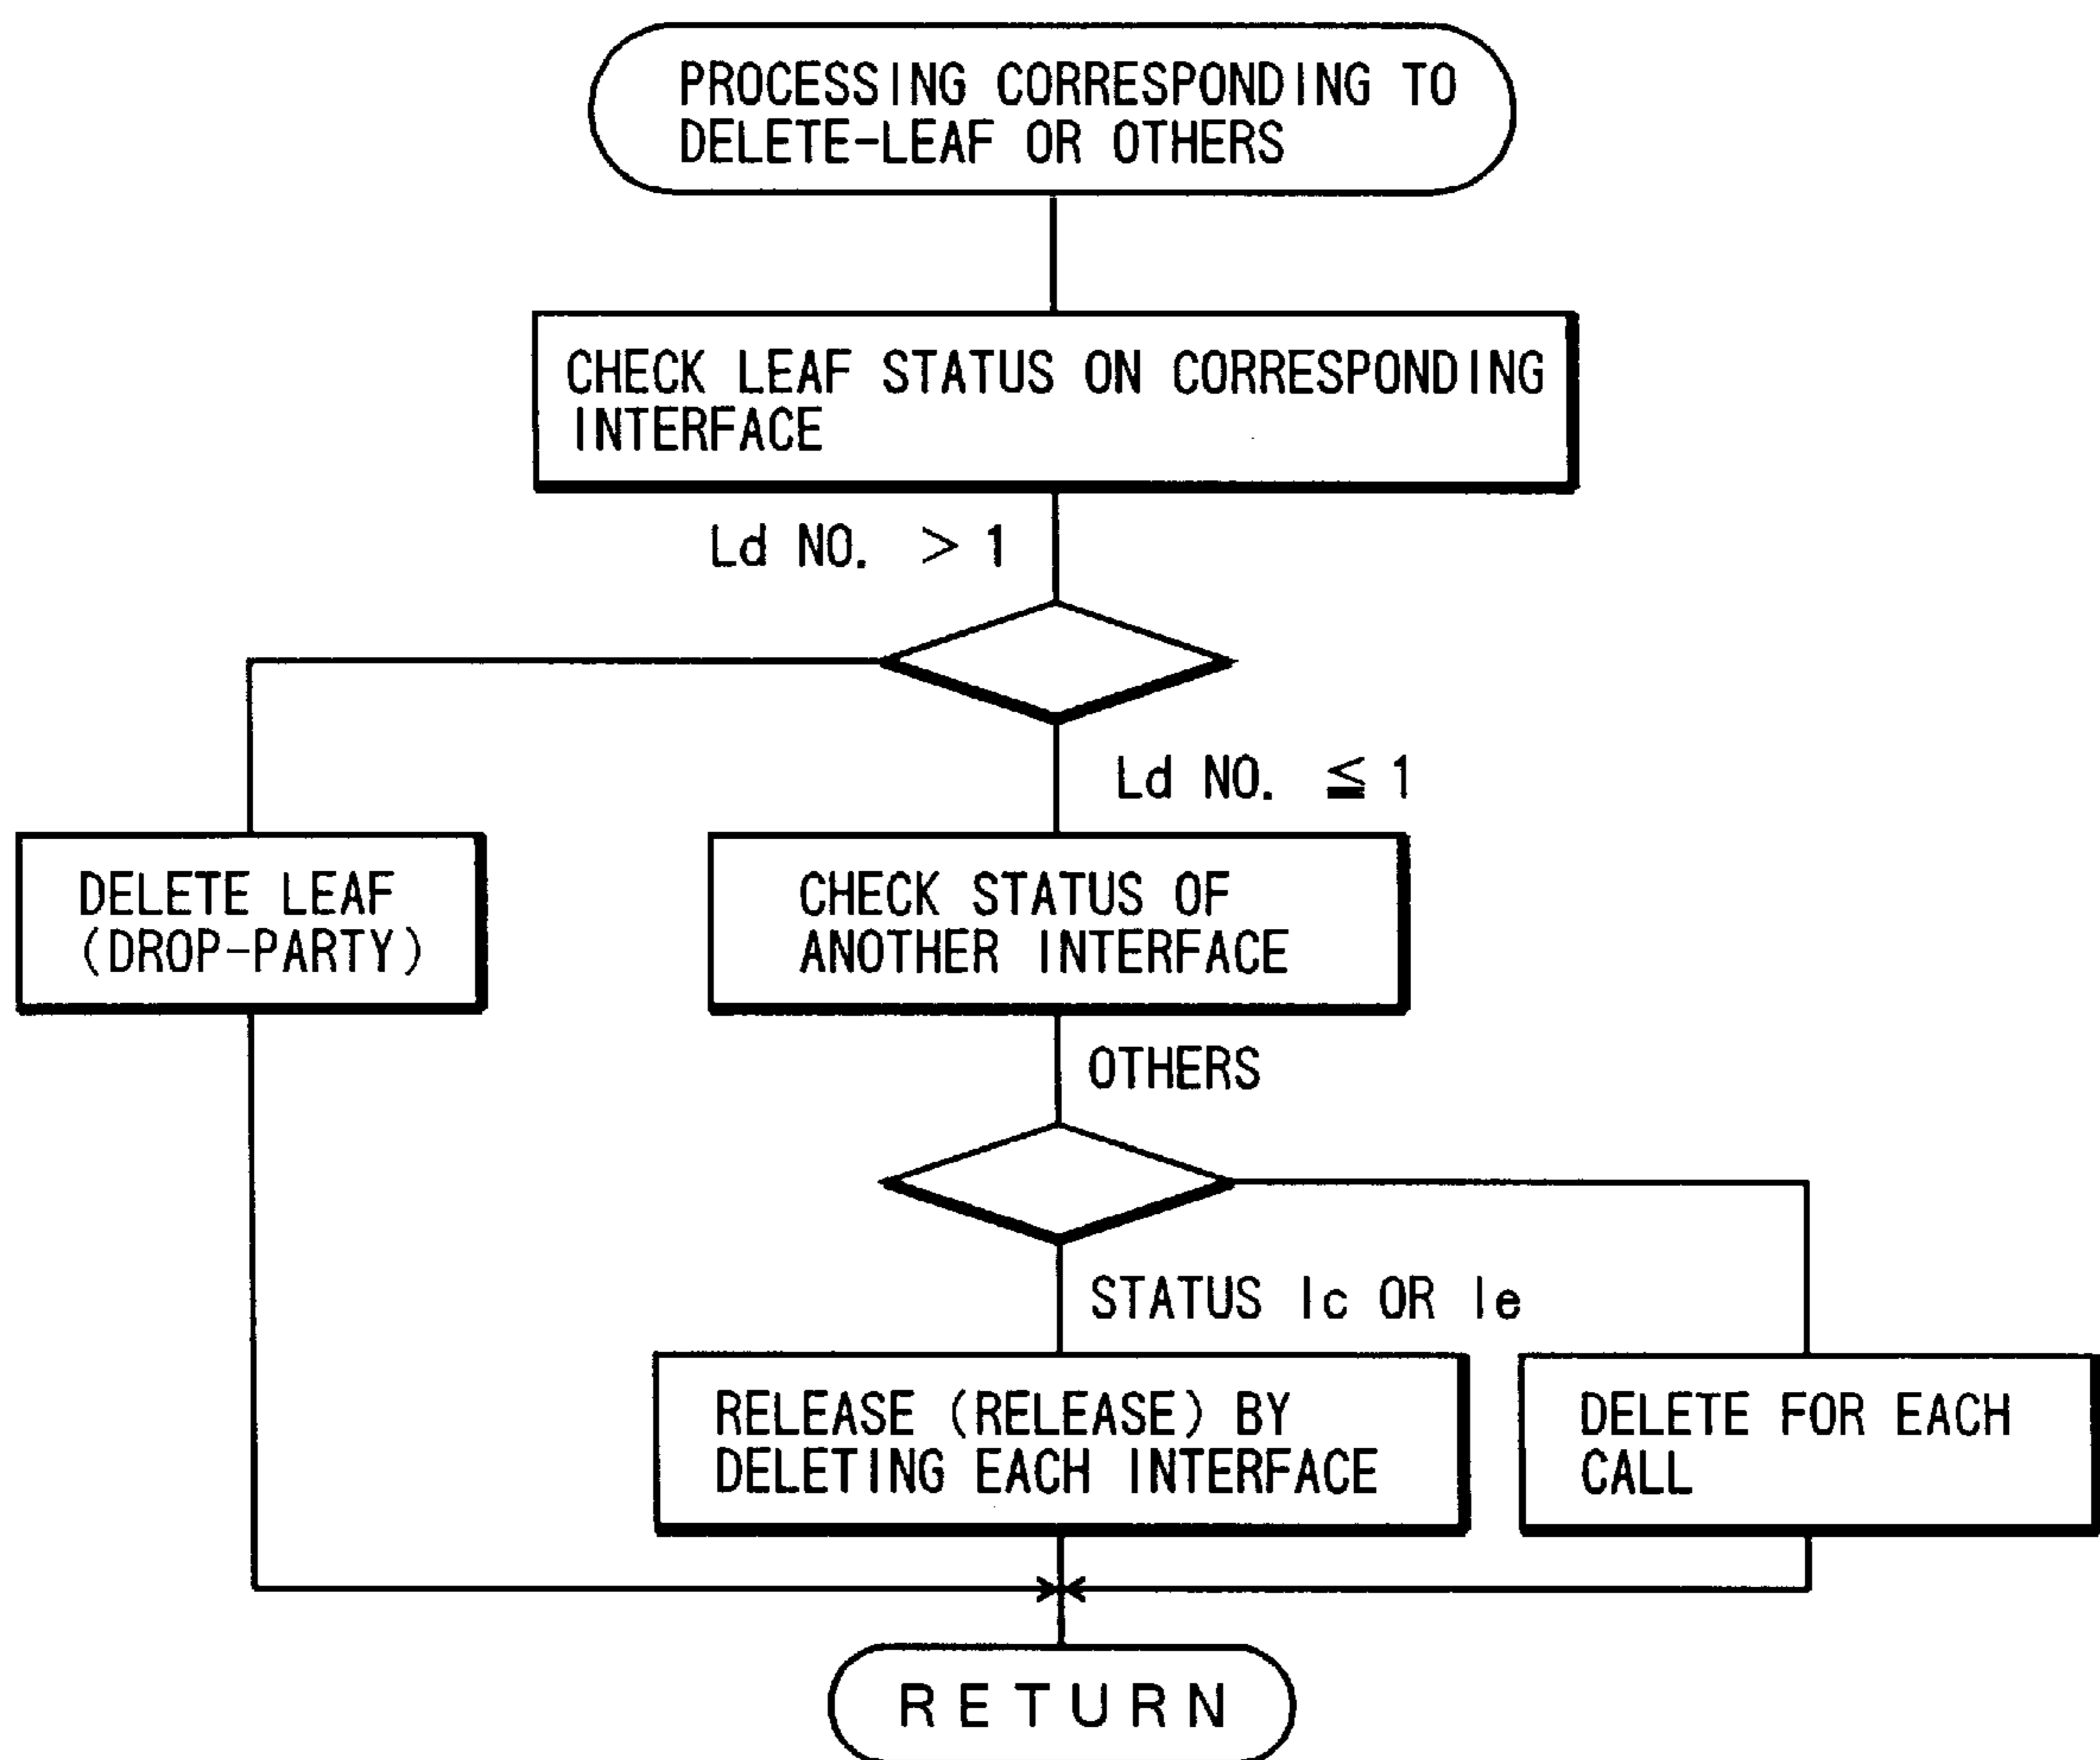 PROCESSING CORRESPONDING TO
DELETE-LEAF OR OTHERS
CHECK LEAF STATUS ON CORRESPONDING
INTERFACE
Ld NO. > 1
Ld NO. ≦ 1
DELETE LEAF
(DROP-PARTY)
CHECK STATUS OF
ANOTHER INTERFACE
OTHERS
STATUS Ic OR Ie
RELEASE (RELEASE) BY
DELETING EACH INTERFACE
DELETE FOR EACH
CALL
RETURN